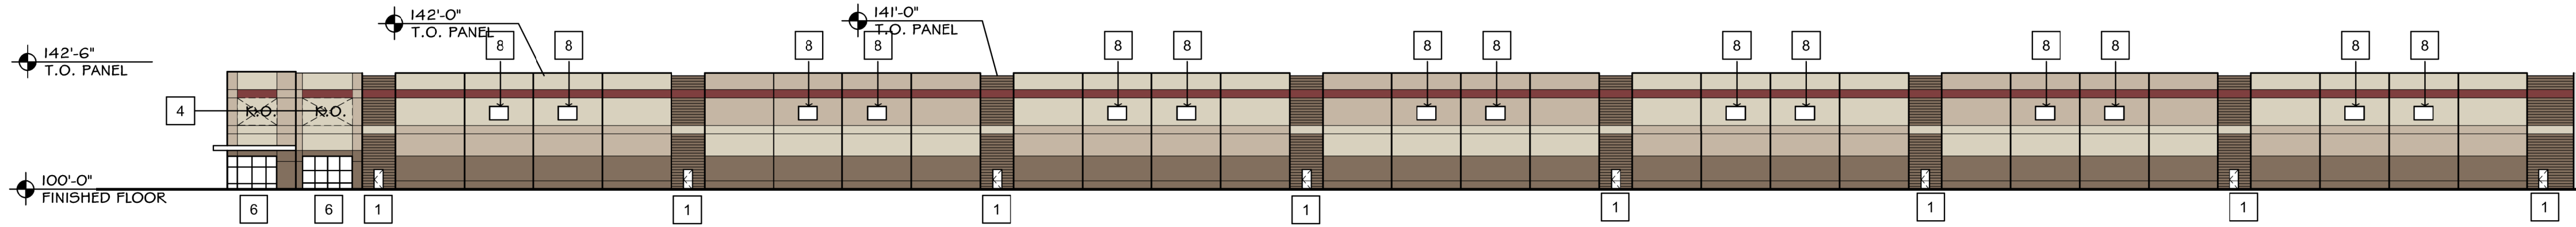 142'-0"
T.O. PANEL
141'-0"
T.O. PANEL
142'-6"
T.O. PANEL
8 8 8 8 8 8 8 8 8 8 8 8 8 8
4
K.O. K.O.
100'-0"
FINISHED FLOOR
6 6 1 1 1 1 1 1 1 1